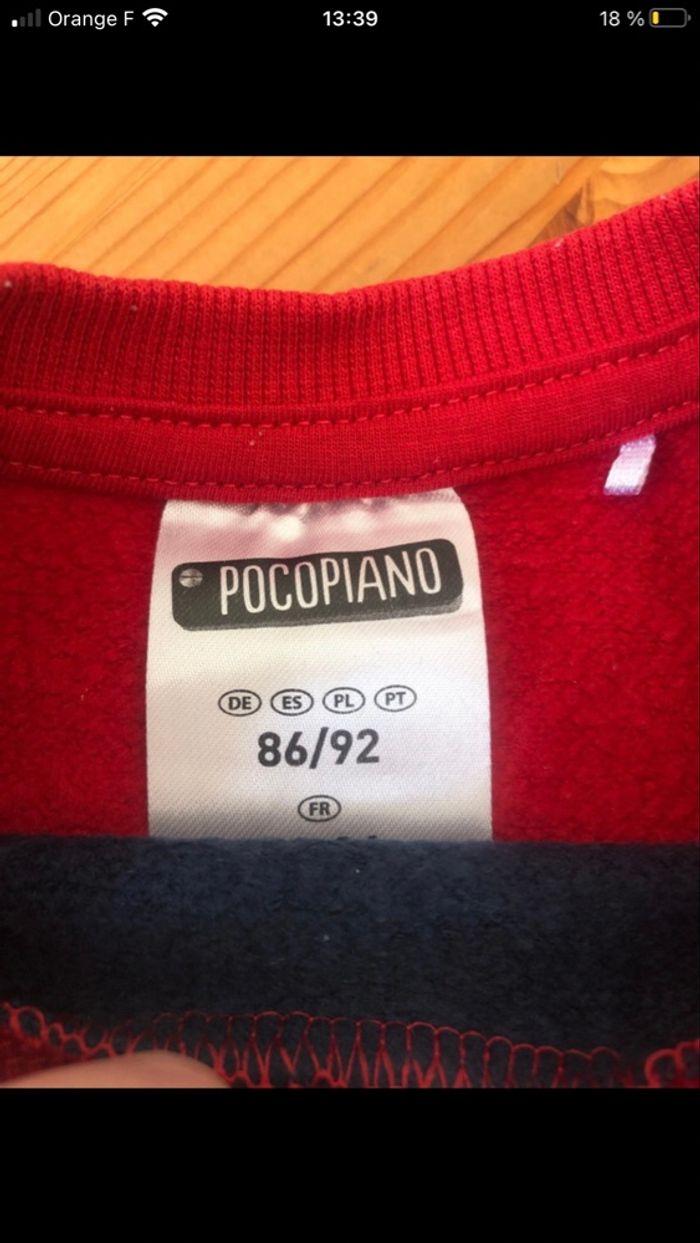 Orange F 13:39 18 %
POCOPIANO
DE ES PL PT
86/92
FR